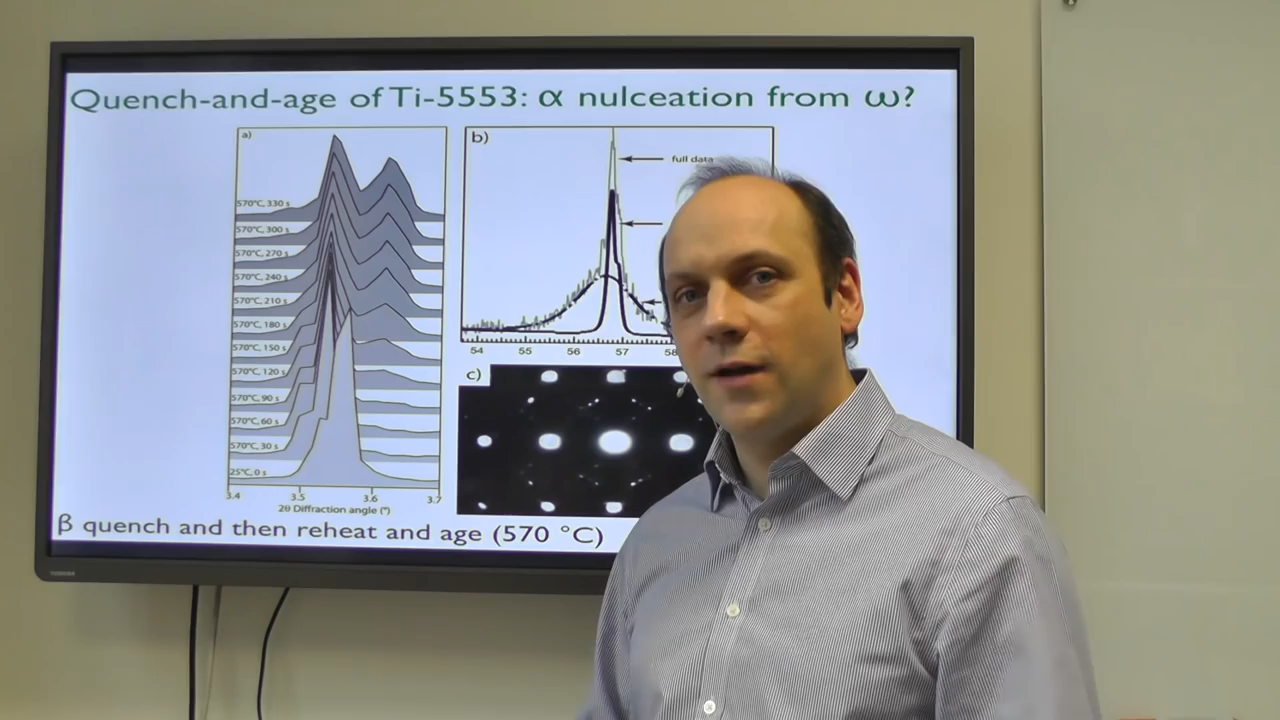 Quench-and-age of Ti-5553: α nulceation from ω?
a)
570°C, 330 s
570°C, 300 s
570°C, 270 s
570°C, 240 s
570°C, 210 s
570°C, 180 s
570°C, 150 s
570°C, 120 s
570°C, 90 s
570°C, 60 s
570°C, 30 s
25°C, 0 s
3.4 3.5 3.6 3.7
2θ Diffraction angle (°)
b)
full data
54 55 56 57 58
c)
β quench and then reheat and age (570 °C)
TOSHIBA